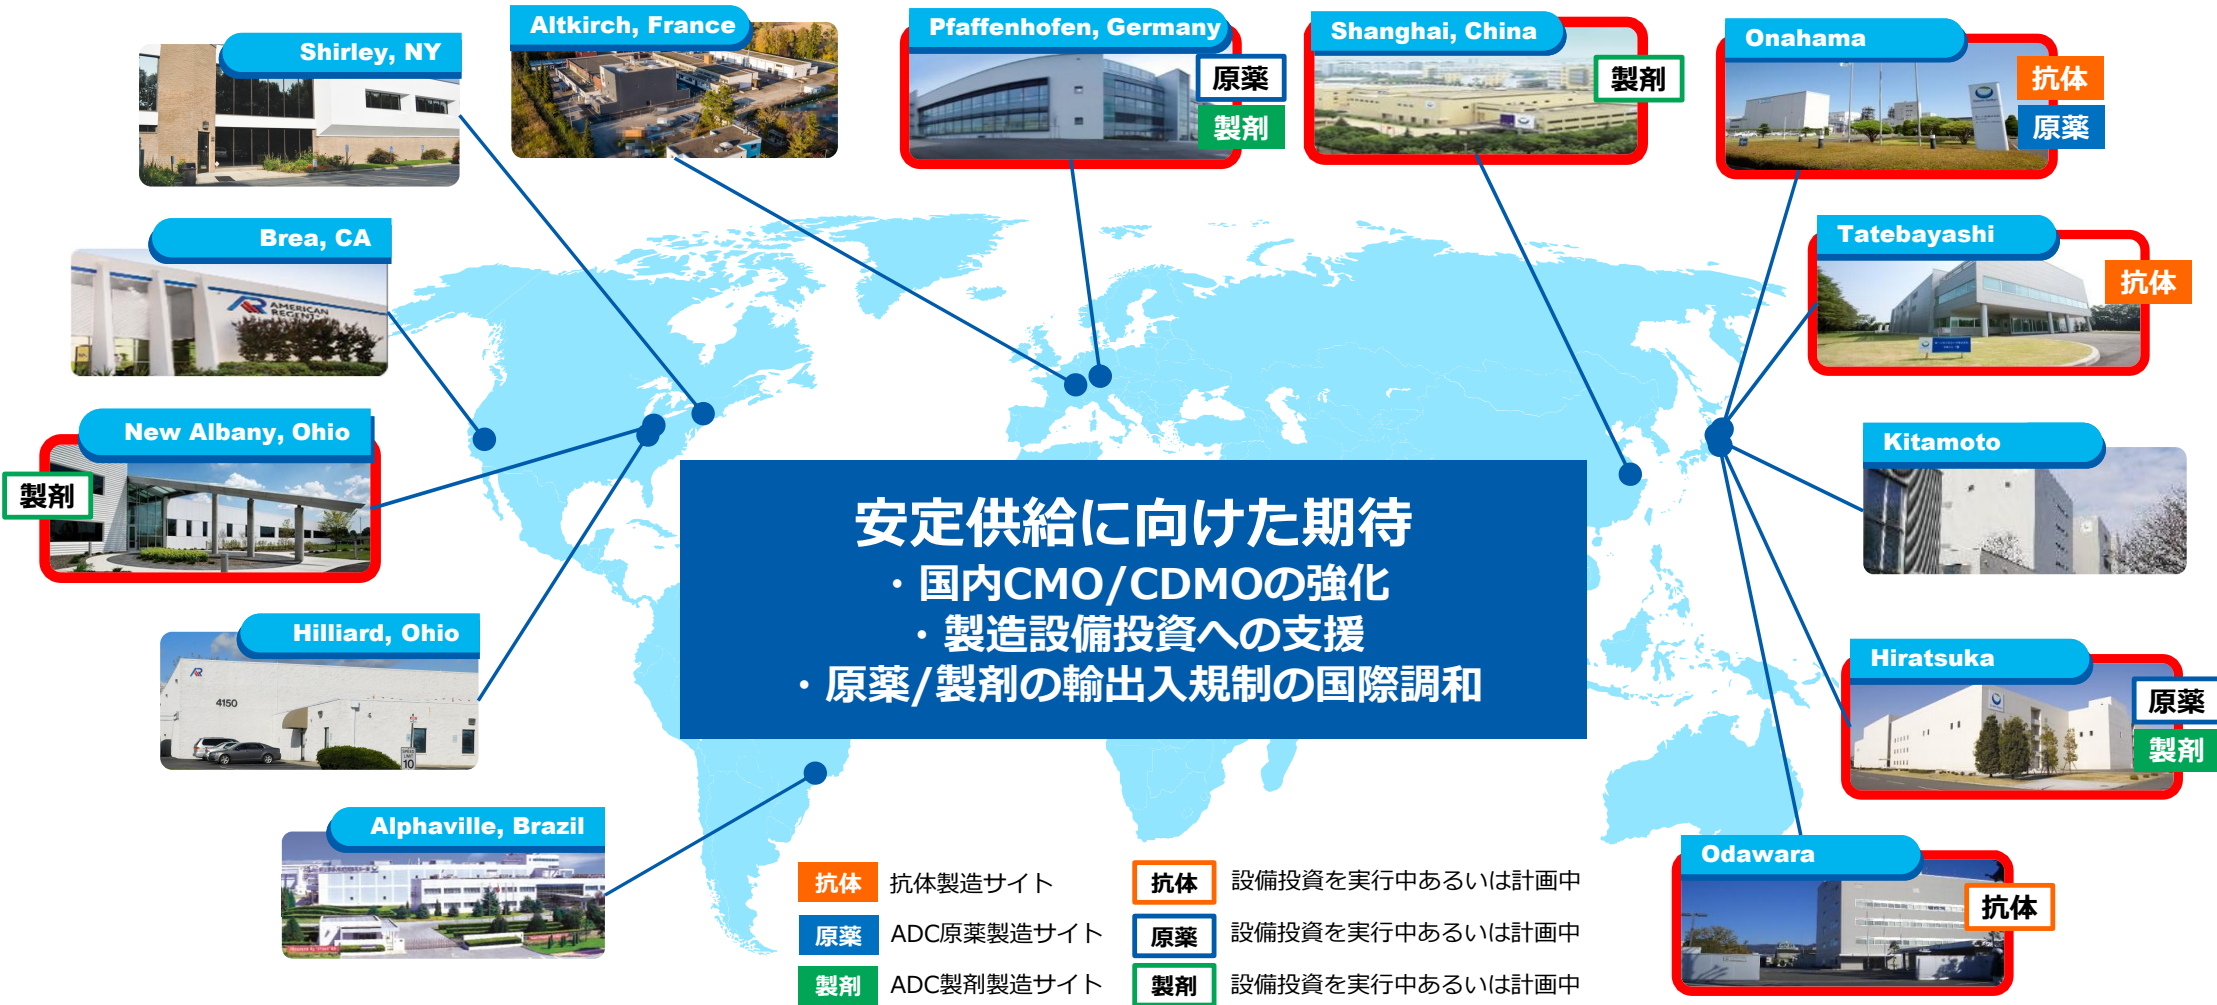 Shirley, NY
Altkirch, France
Pfaffenhofen, Germany
原薬
製剤
Shanghai, China
製剤
Onahama
抗体
原薬
Brea, CA
AMERICAN
REGENT
Tatebayashi
抗体
New Albany, Ohio
製剤
Kitamoto
安定供給に向けた期待
・国内CMO/CDMOの強化
・製造設備投資への支援
・原薬/製剤の輸出入規制の国際調和
Hilliard, Ohio
4150
SPEED
LIMIT
10
Hiratsuka
原薬
製剤
Alphaville, Brazil
Odawara
抗体
抗体 抗体製造サイト 抗体 設備投資を実行中あるいは計画中
原薬 ADC原薬製造サイト 原薬 設備投資を実行中あるいは計画中
製剤 ADC製剤製造サイト 製剤 設備投資を実行中あるいは計画中